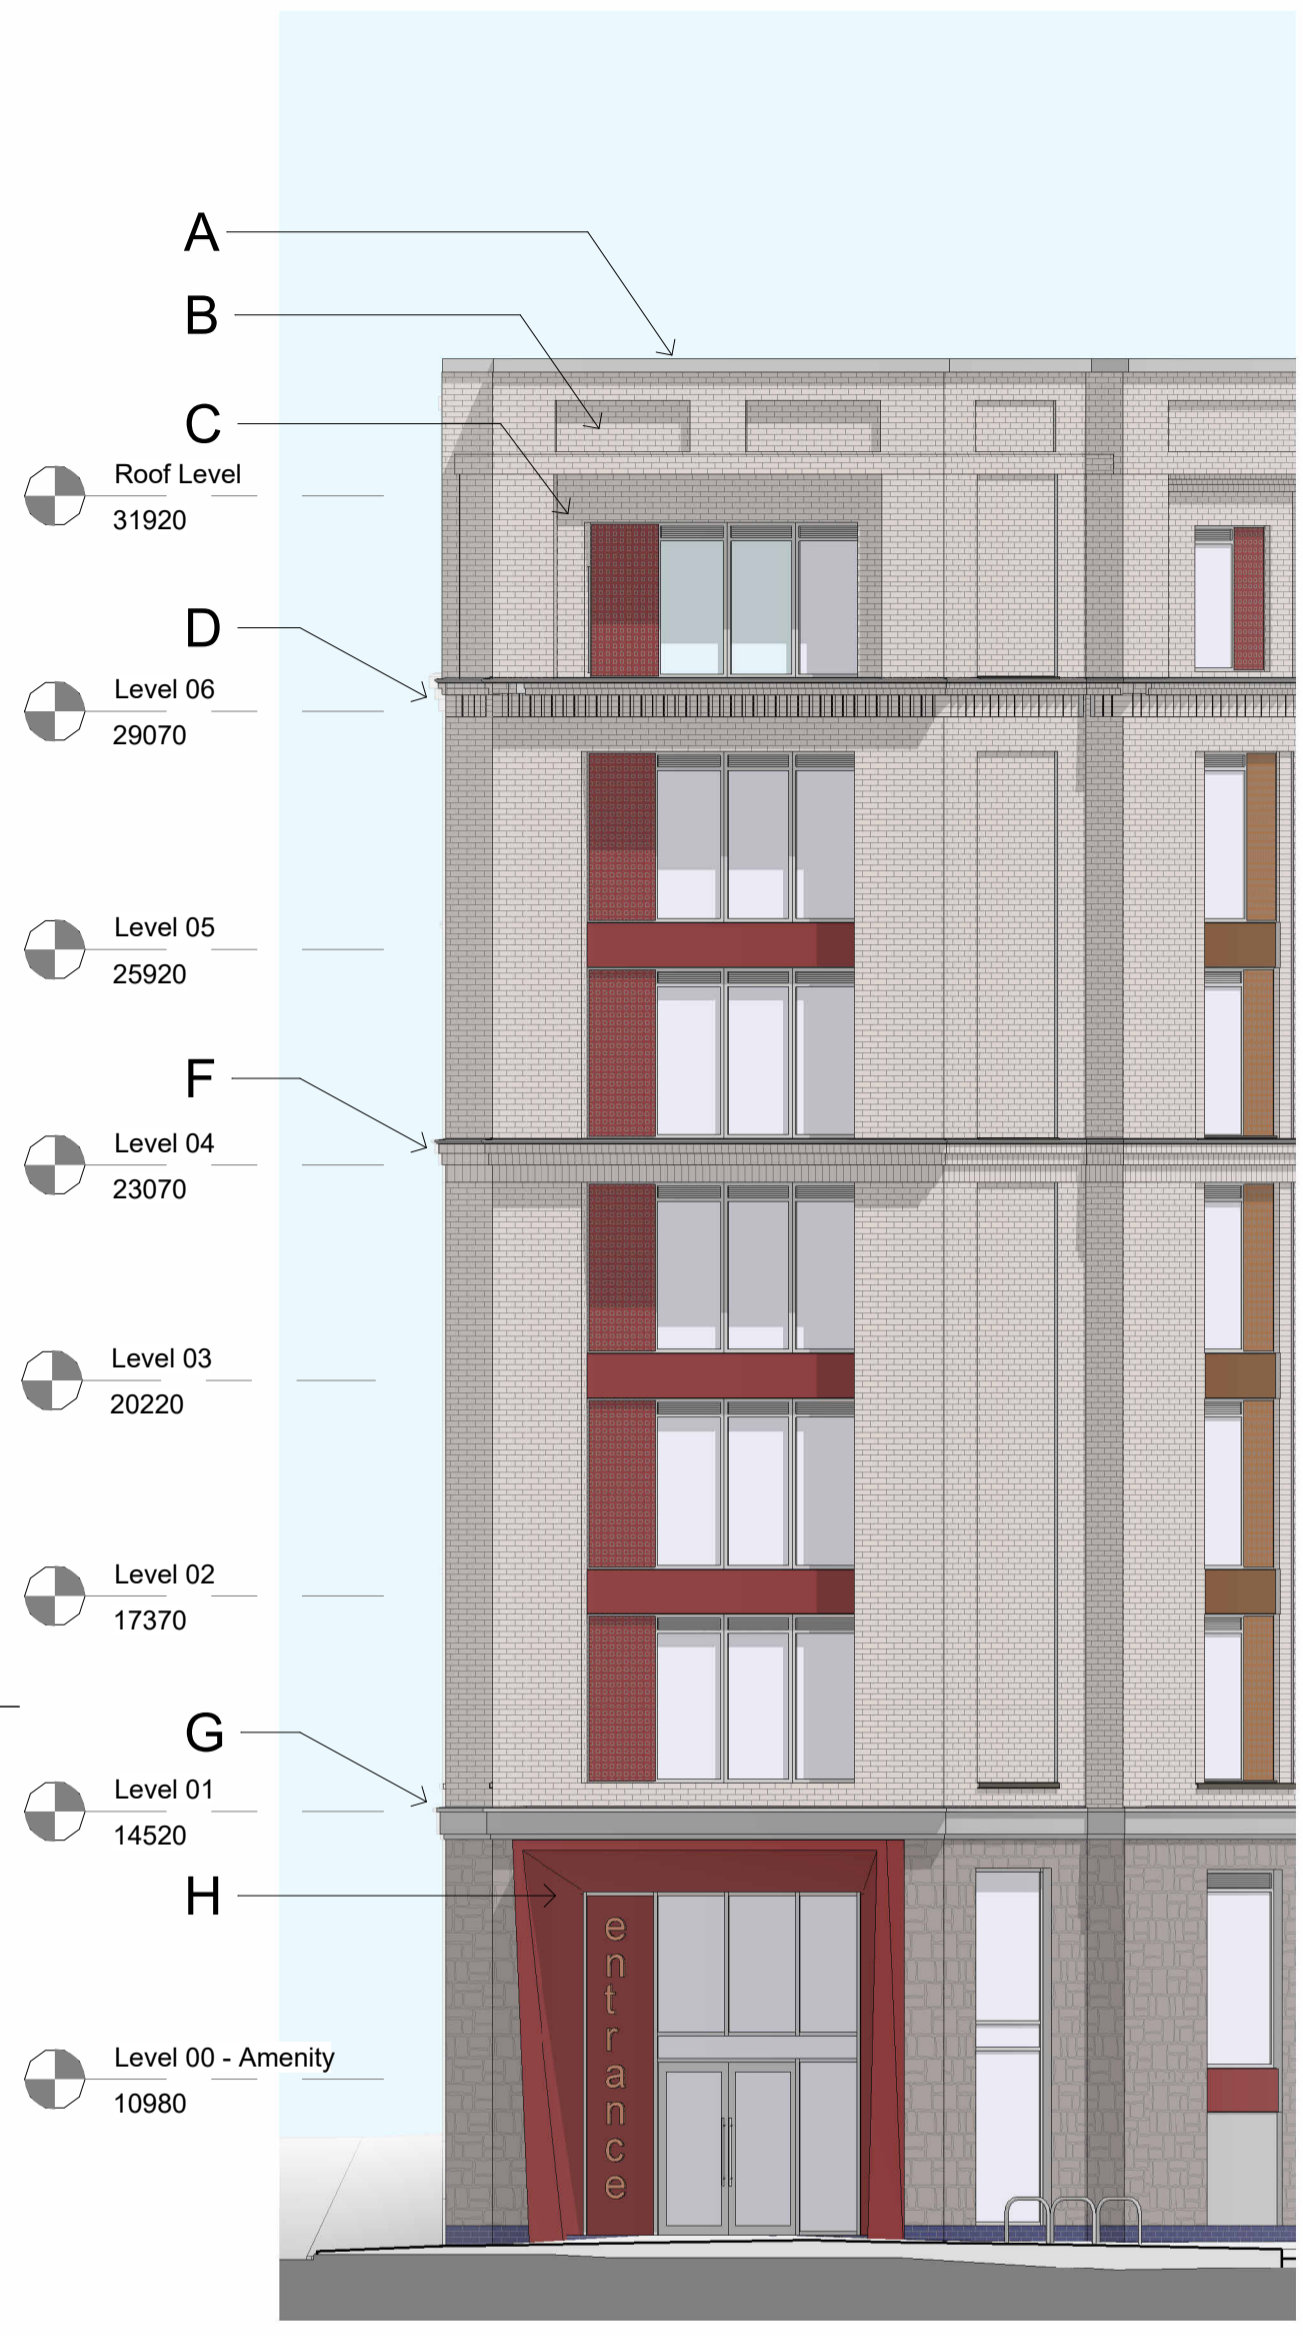 A
B
C
Roof Level
31920
D
Level 06
29070
Level 05
25920
F
Level 04
23070
Level 03
20220
Level 02
17370
G
Level 01
14520
H
entrance
Level 00 - Amenity
10980